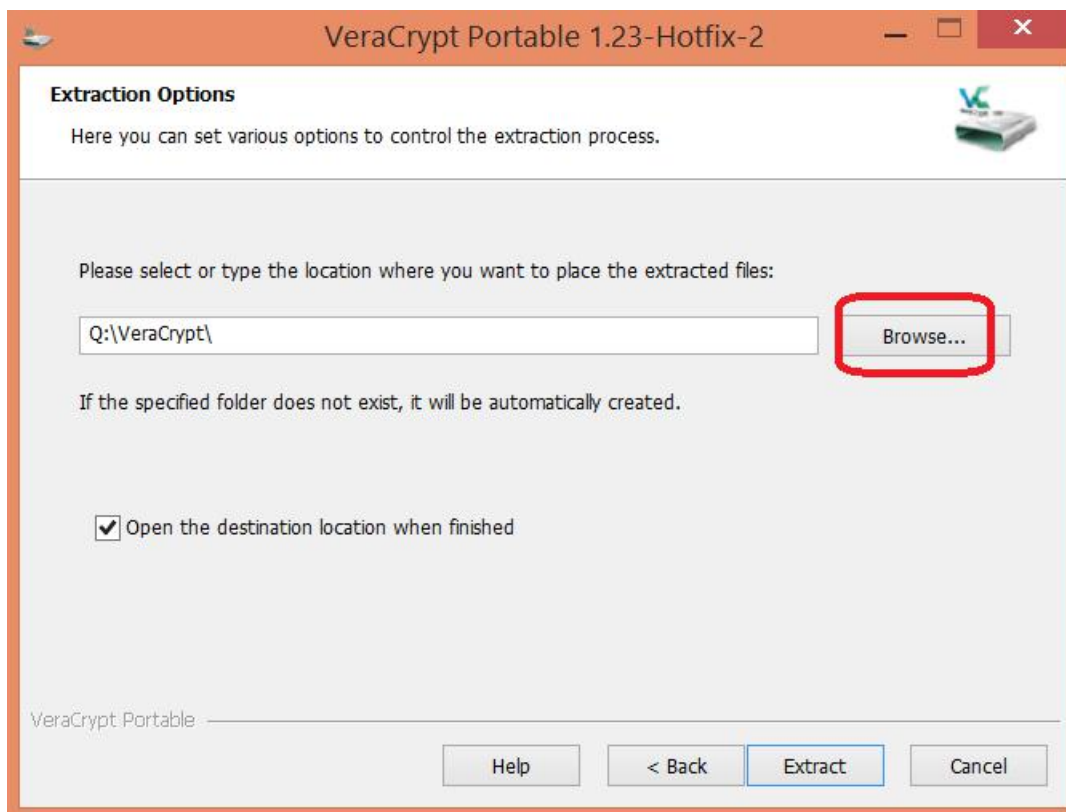 VeraCrypt Portable 1.23-Hotfix-2
Extraction Options
Here you can set various options to control the extraction process.
Please select or type the location where you want to place the extracted files:
Q:\VeraCrypt\
Browse...
If the specified folder does not exist, it will be automatically created.
Open the destination location when finished
VeraCrypt Portable
Help
< Back
Extract
Cancel